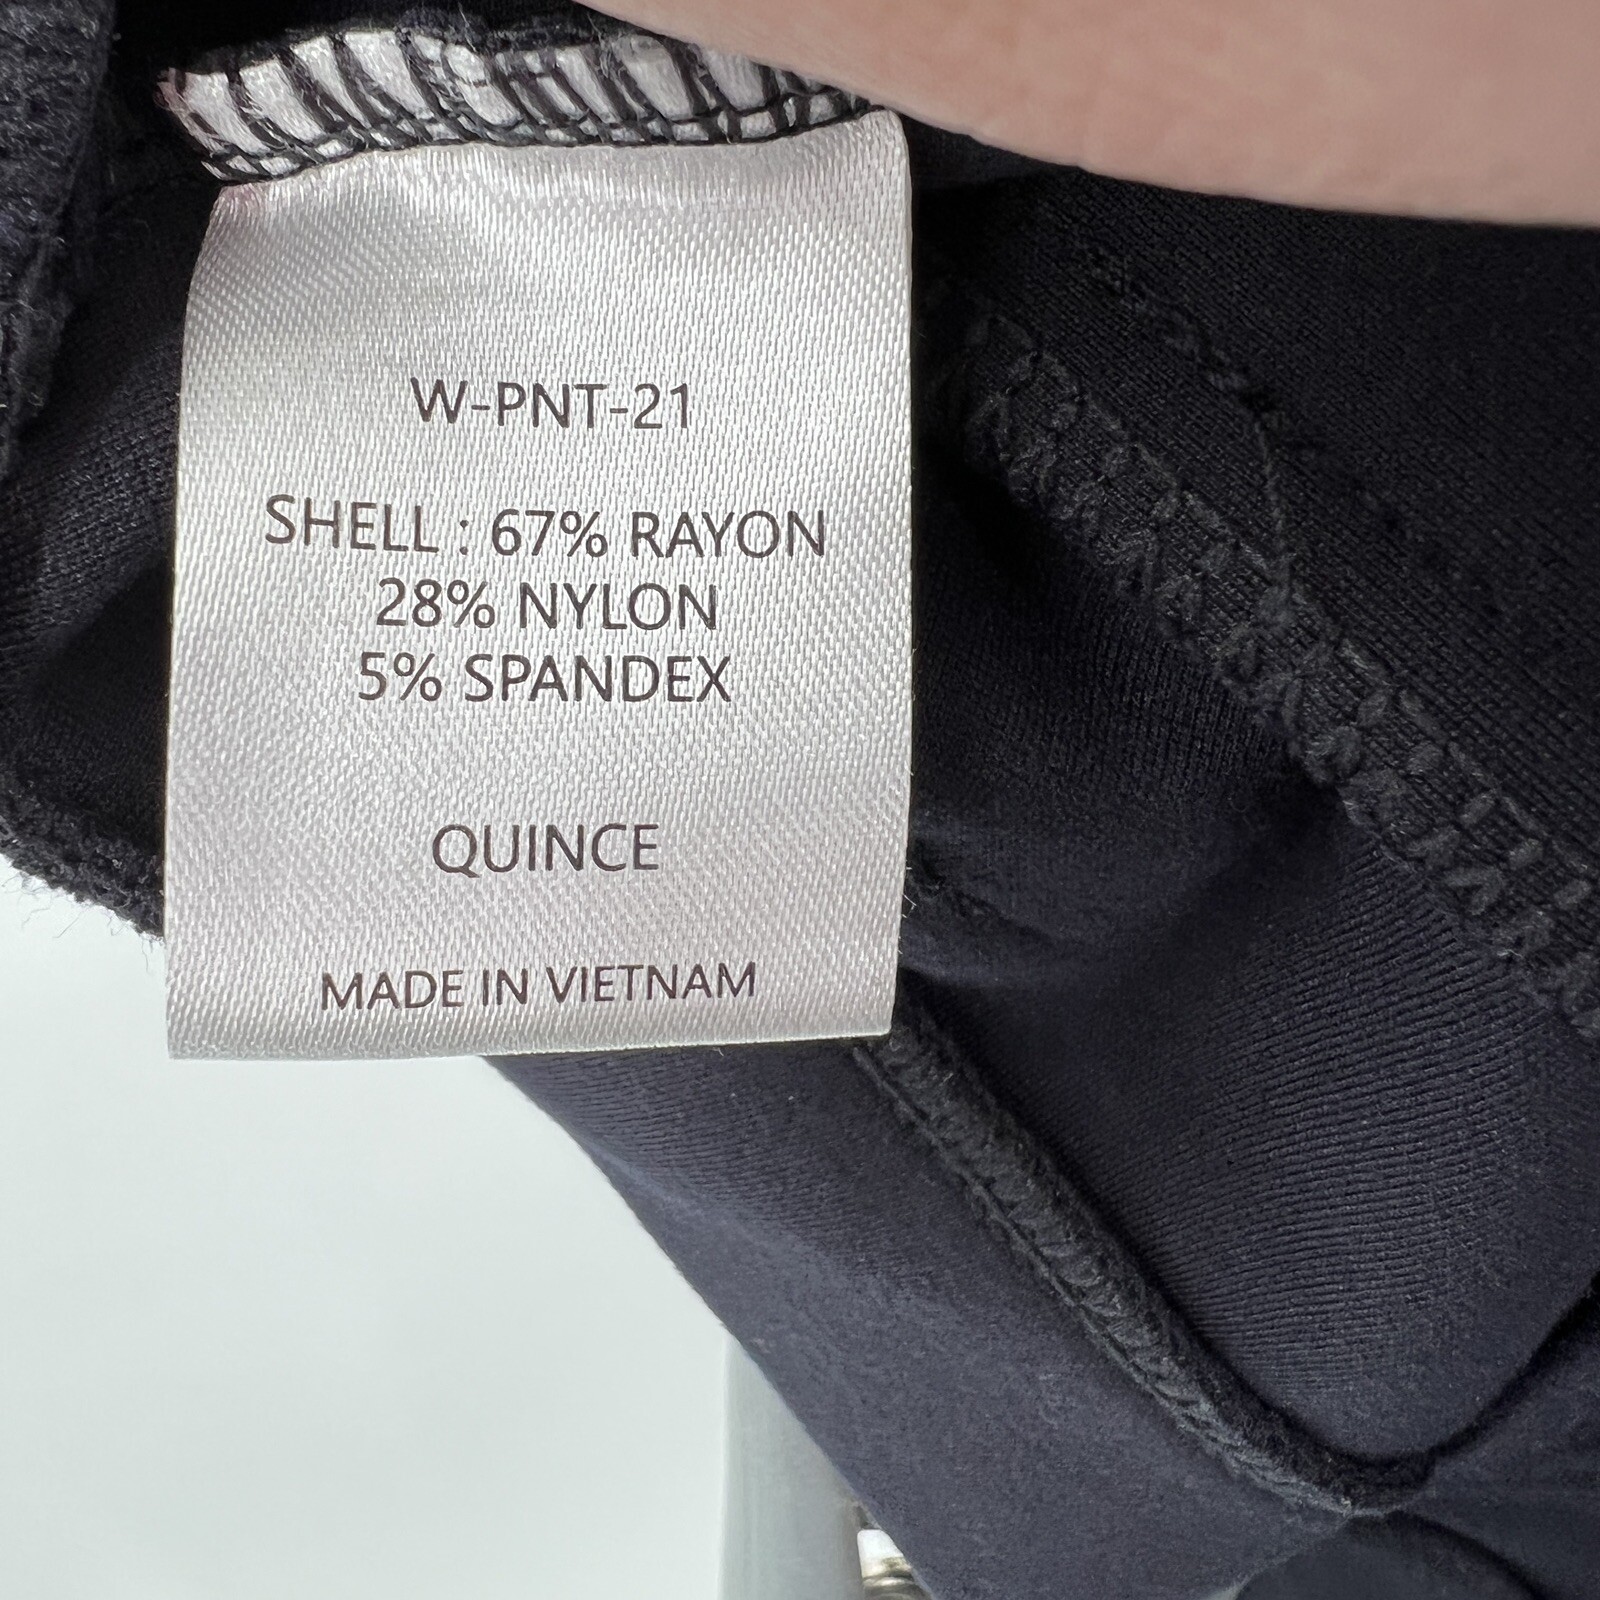 W-PNT-21
SHELL : 67% RAYON
28% NYLON
5% SPANDEX
QUINCE
MADE IN VIETNAM